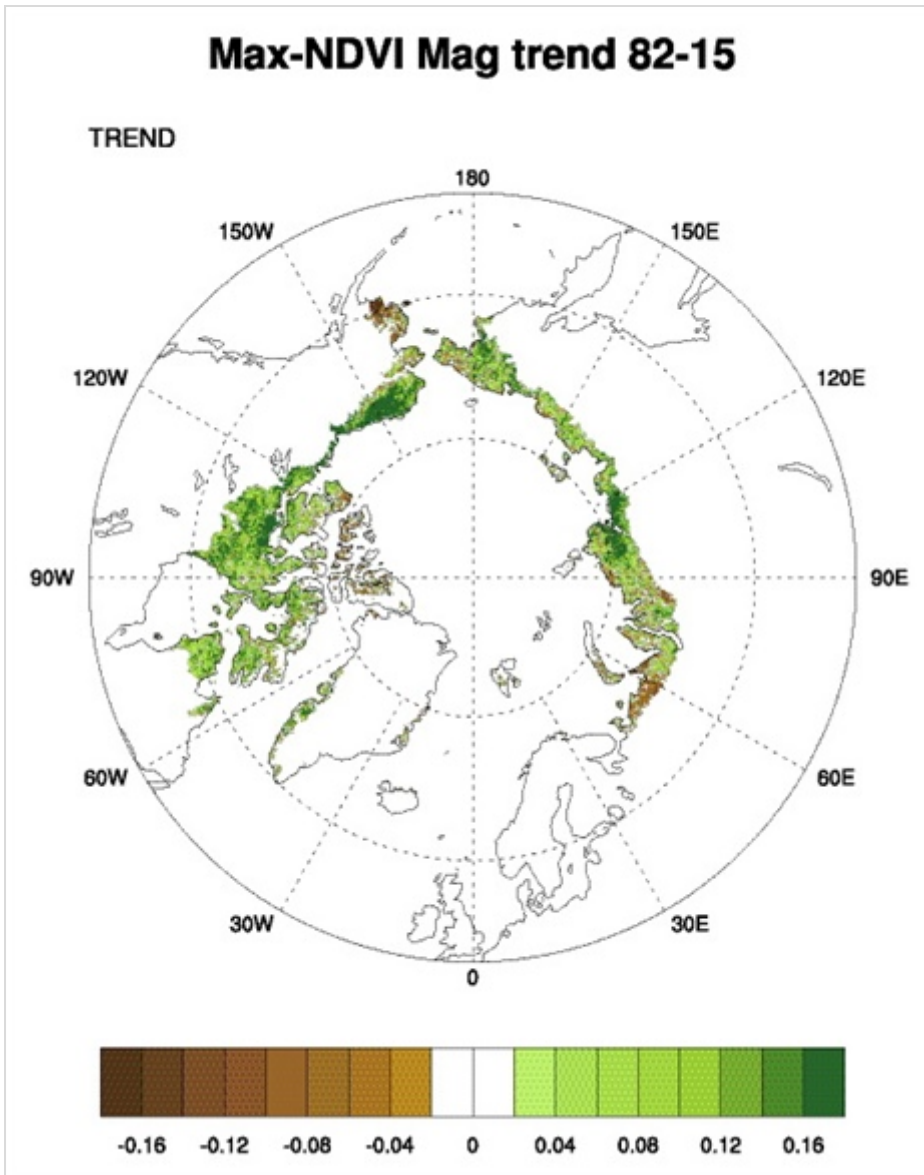 Max-NDVI Mag trend 82-15
TREND
180
150W
150E
120W
120E
90W
90E
60W
60E
30W
30E
0
-0.16 -0.12 -0.08 -0.04 0 0.04 0.08 0.12 0.16